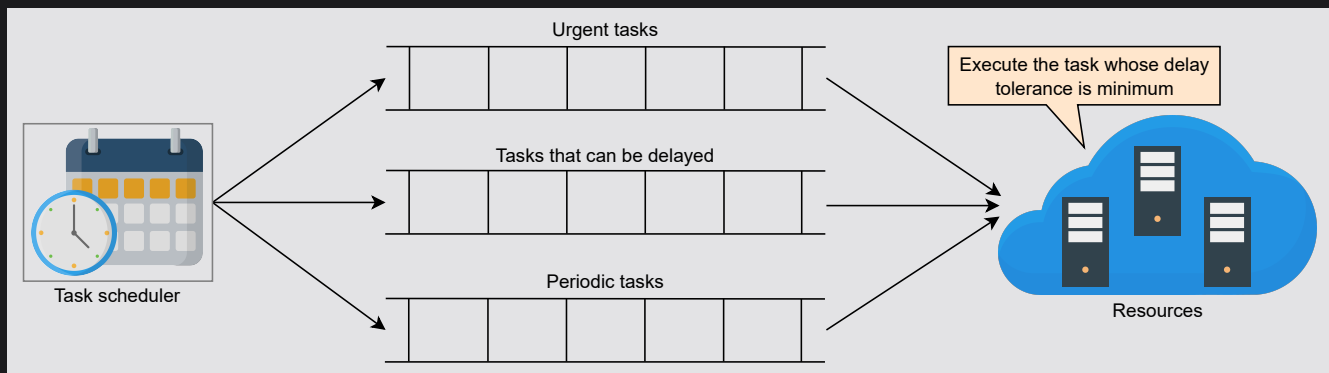 Urgent tasks
Execute the task whose delay
tolerance is minimum
Tasks that can be delayed
Periodic tasks
Task scheduler
Resources